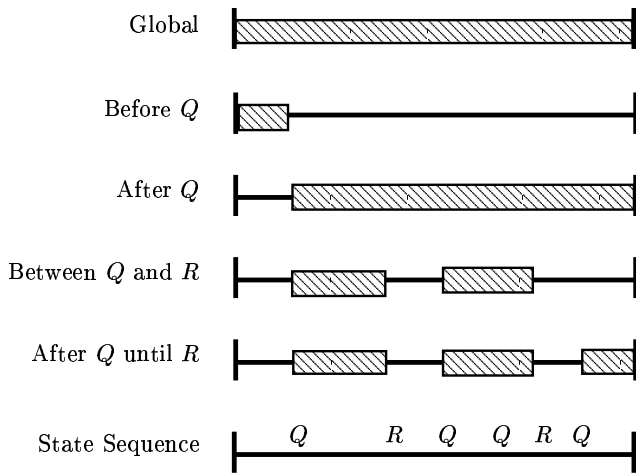 Global
Before Q
After Q
Between Q and R
After Q until R
State Sequence Q R Q Q R Q